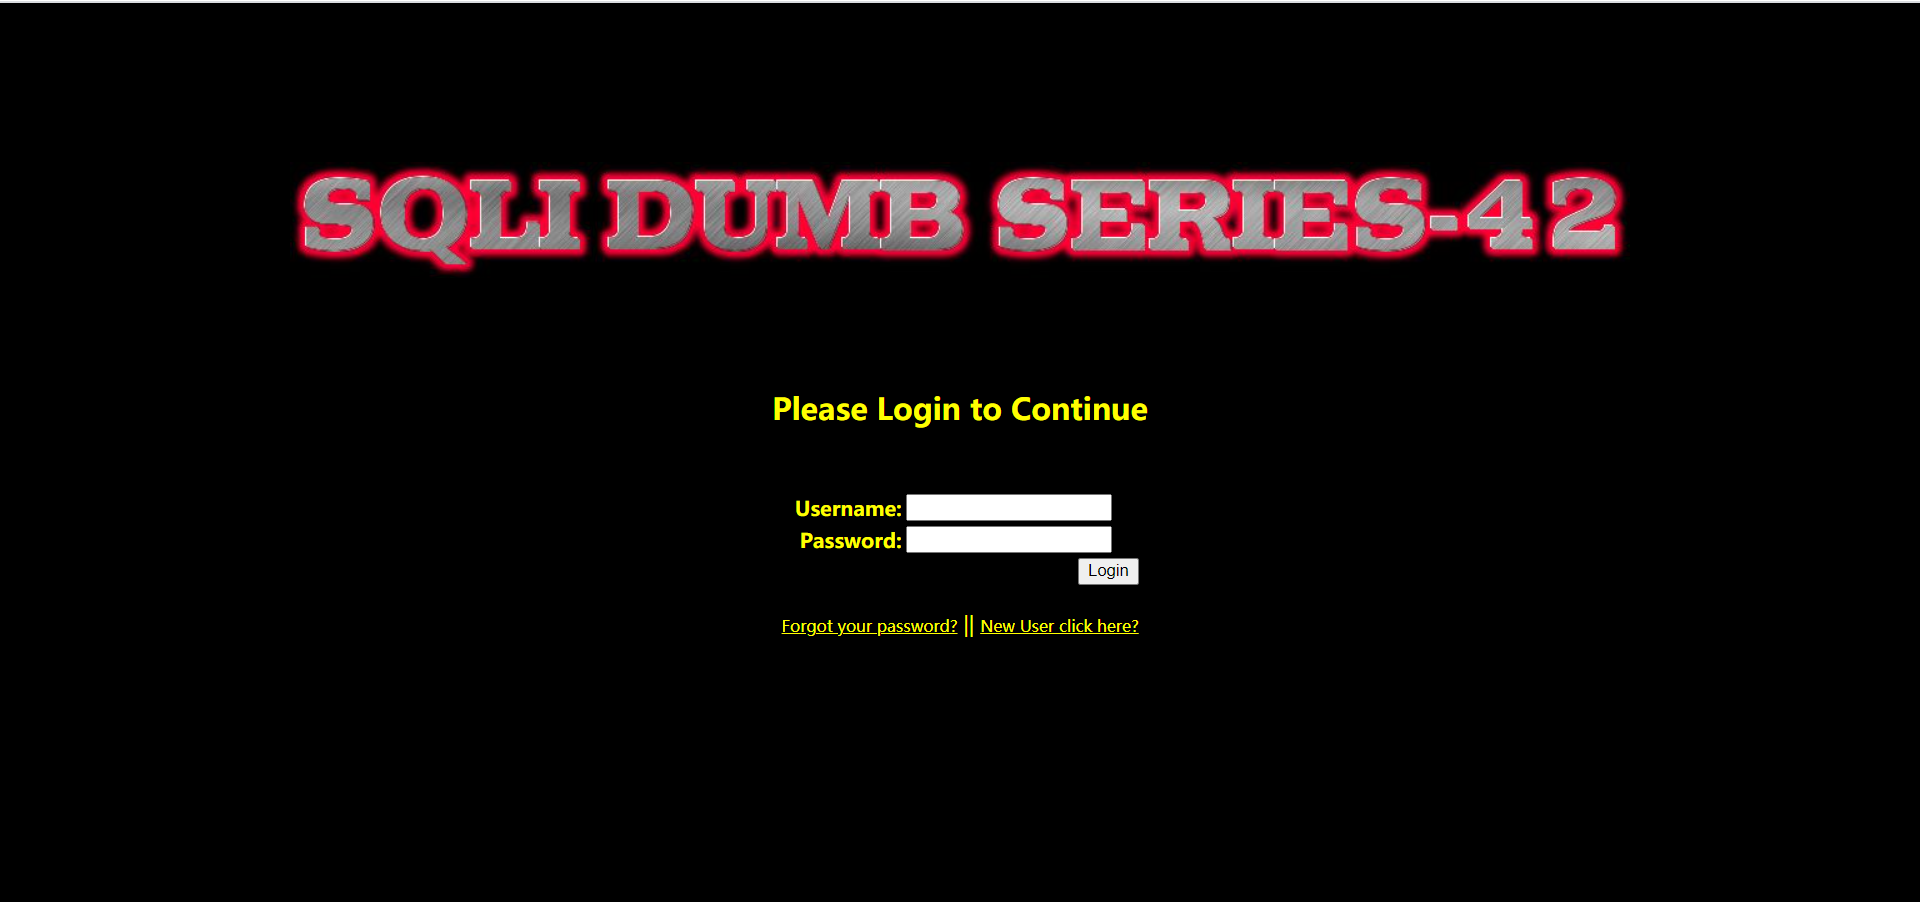 SQLI DUMB SERIES-42
Please Login to Continue
Username:
Password:
Login
Forgot your password? || New User click here?